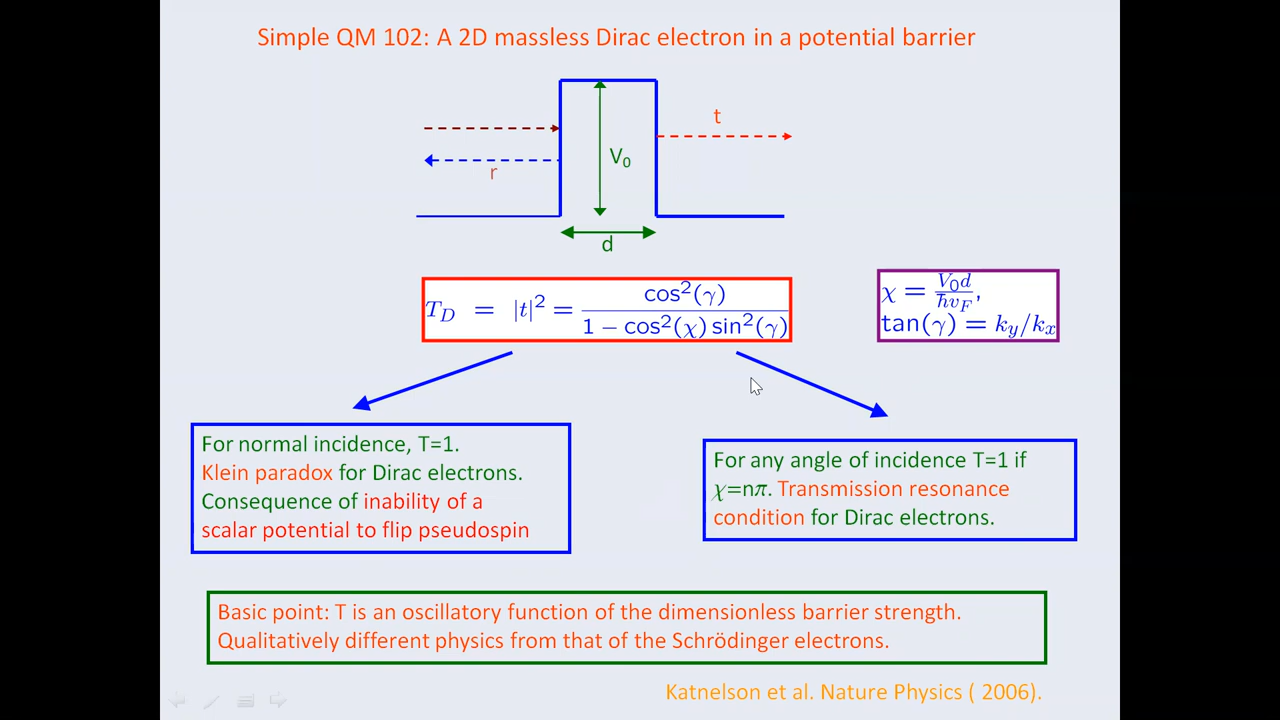 Simple QM 102: A 2D massless Dirac electron in a potential barrier
t
V₀
r
d
T_D = |t|² = cos²(γ) / (1 − cos²(χ) sin²(γ))
χ = V₀d / ħv_F,
tan(γ) = k_y/k_x
For normal incidence, T=1.
Klein paradox for Dirac electrons.
Consequence of inability of a
scalar potential to flip pseudospin
For any angle of incidence T=1 if
χ=nπ. Transmission resonance
condition for Dirac electrons.
Basic point: T is an oscillatory function of the dimensionless barrier strength.
Qualitatively different physics from that of the Schrödinger electrons.
Katnelson et al. Nature Physics ( 2006).